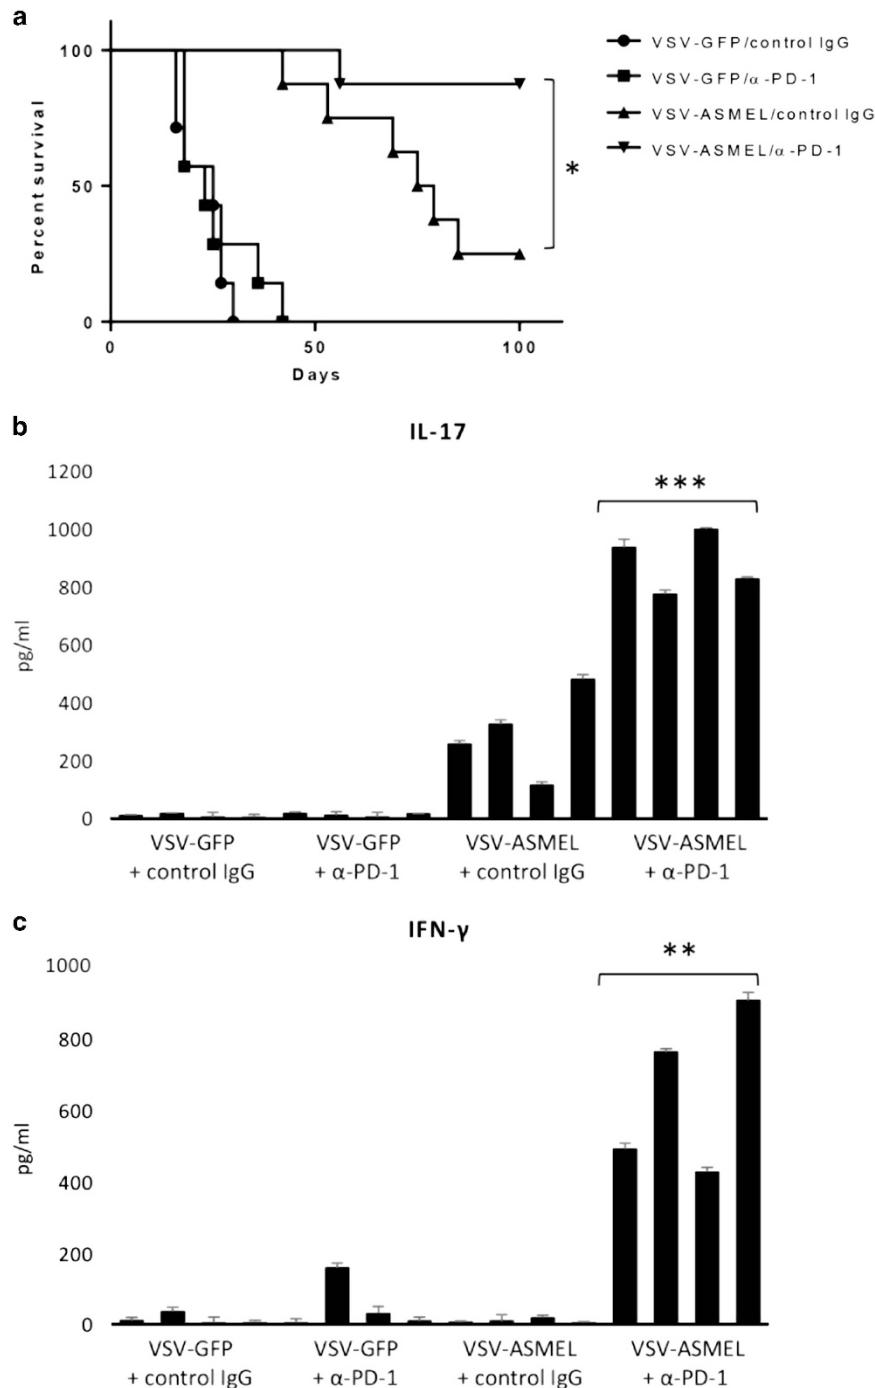 a
100
50
0
Percent survival
0 50 100
Days
VSV-GFP/control IgG
VSV-GFP/α-PD-1
VSV-ASMEL/control IgG
VSV-ASMEL/α-PD-1
*
b
IL-17
1200
1000
800
600
400
200
0
pg/ml
***
VSV-GFP VSV-GFP VSV-ASMEL VSV-ASMEL
+ control IgG + α-PD-1 + control IgG + α-PD-1
c
IFN-γ
1000
800
600
400
200
0
pg/ml
**
VSV-GFP VSV-GFP VSV-ASMEL VSV-ASMEL
+ control IgG + α-PD-1 + control IgG + α-PD-1